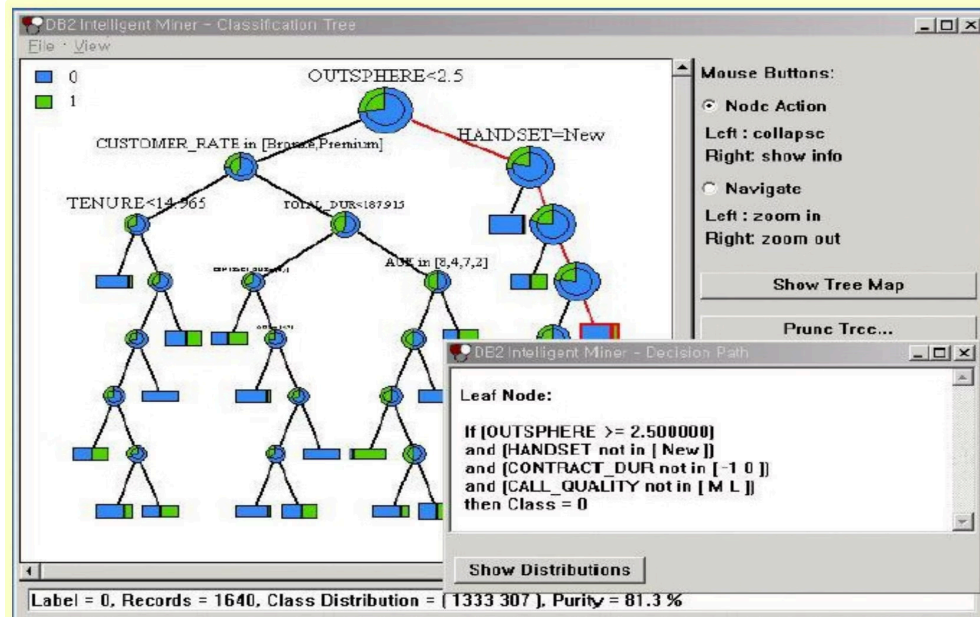 DB2 Intelligent Miner - Classification Tree
File View
0
1
OUTSPHERE<2.5
CUSTOMER_RATE in [Bronze,Premium]
HANDSET=New
TENURE<14.965
TOTAL_DUR<187.915
in [8,4,7,2]
Mouse Buttons:
Node Action
Left : collapse
Right: show info
Navigate
Left : zoom in
Right: zoom out
Show Tree Map
Prune Tree...
DB2 Intelligent Miner - Decision Path
Leaf Node:
If [OUTSPHERE >= 2.500000]
and [HANDSET not in [ New ]]
and [CONTRACT_DUR not in [ -1 0 ]]
and [CALL_QUALITY not in [ M L ]]
then Class = 0
Show Distributions
Label = 0, Records = 1640, Class Distribution = [ 1333 307 ], Purity = 81.3 %